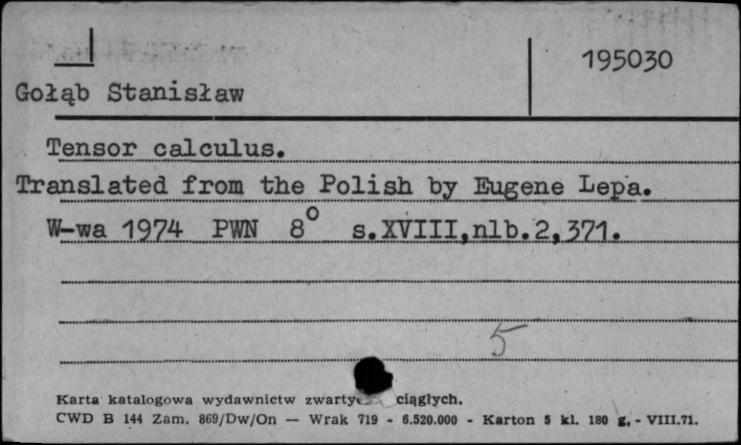 195030
Gołąb Stanisław
Tensor calculus.
Translated from the Polish by Eugene Lepa.
W-wa 1974 PWN 8° s.XVIII,nlb.2,371.
5
Karta katalogowa wydawnictw ciągłych.
CWD B 144 Zam. 869/Dw/On — Wrak 719 - 6.520.000 - Karton 5 kl. 180 g. - VIII.71.